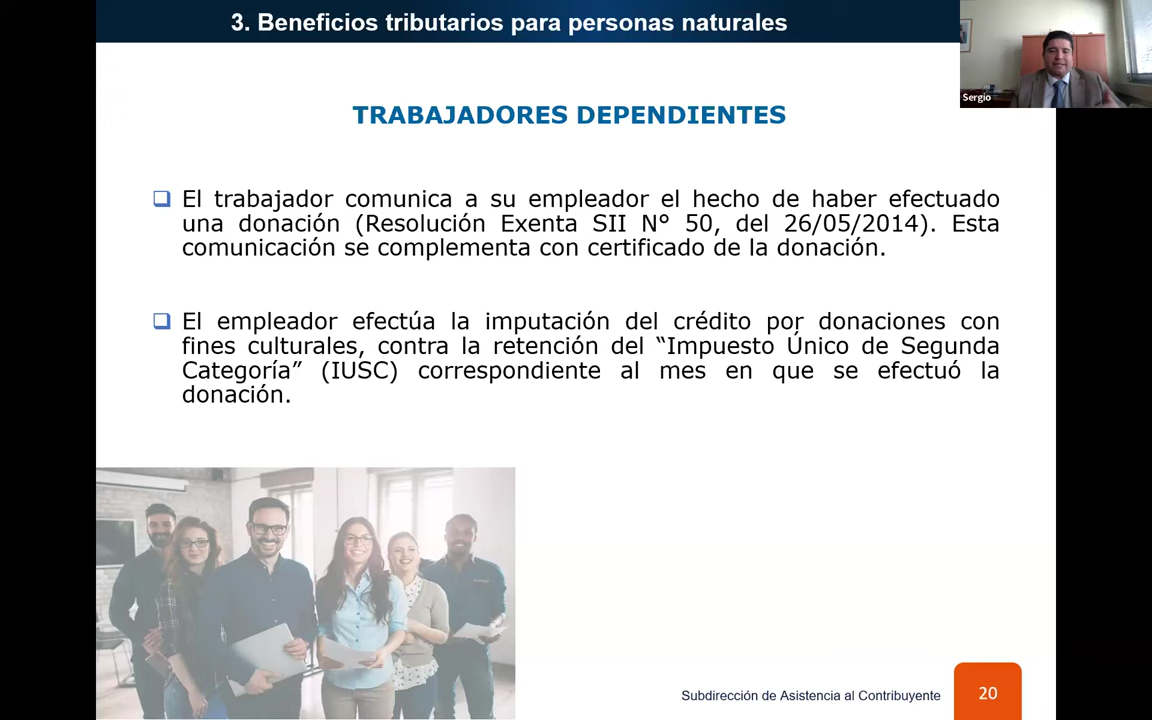 3. Beneficios tributarios para personas naturales
Sergio
TRABAJADORES DEPENDIENTES
El trabajador comunica a su empleador el hecho de haber efectuado
una donación (Resolución Exenta SII N° 50, del 26/05/2014). Esta
comunicación se complementa con certificado de la donación.
El empleador efectúa la imputación del crédito por donaciones con
fines culturales, contra la retención del “Impuesto Único de Segunda
Categoría” (IUSC) correspondiente al mes en que se efectuó la
donación.
Subdirección de Asistencia al Contribuyente
20